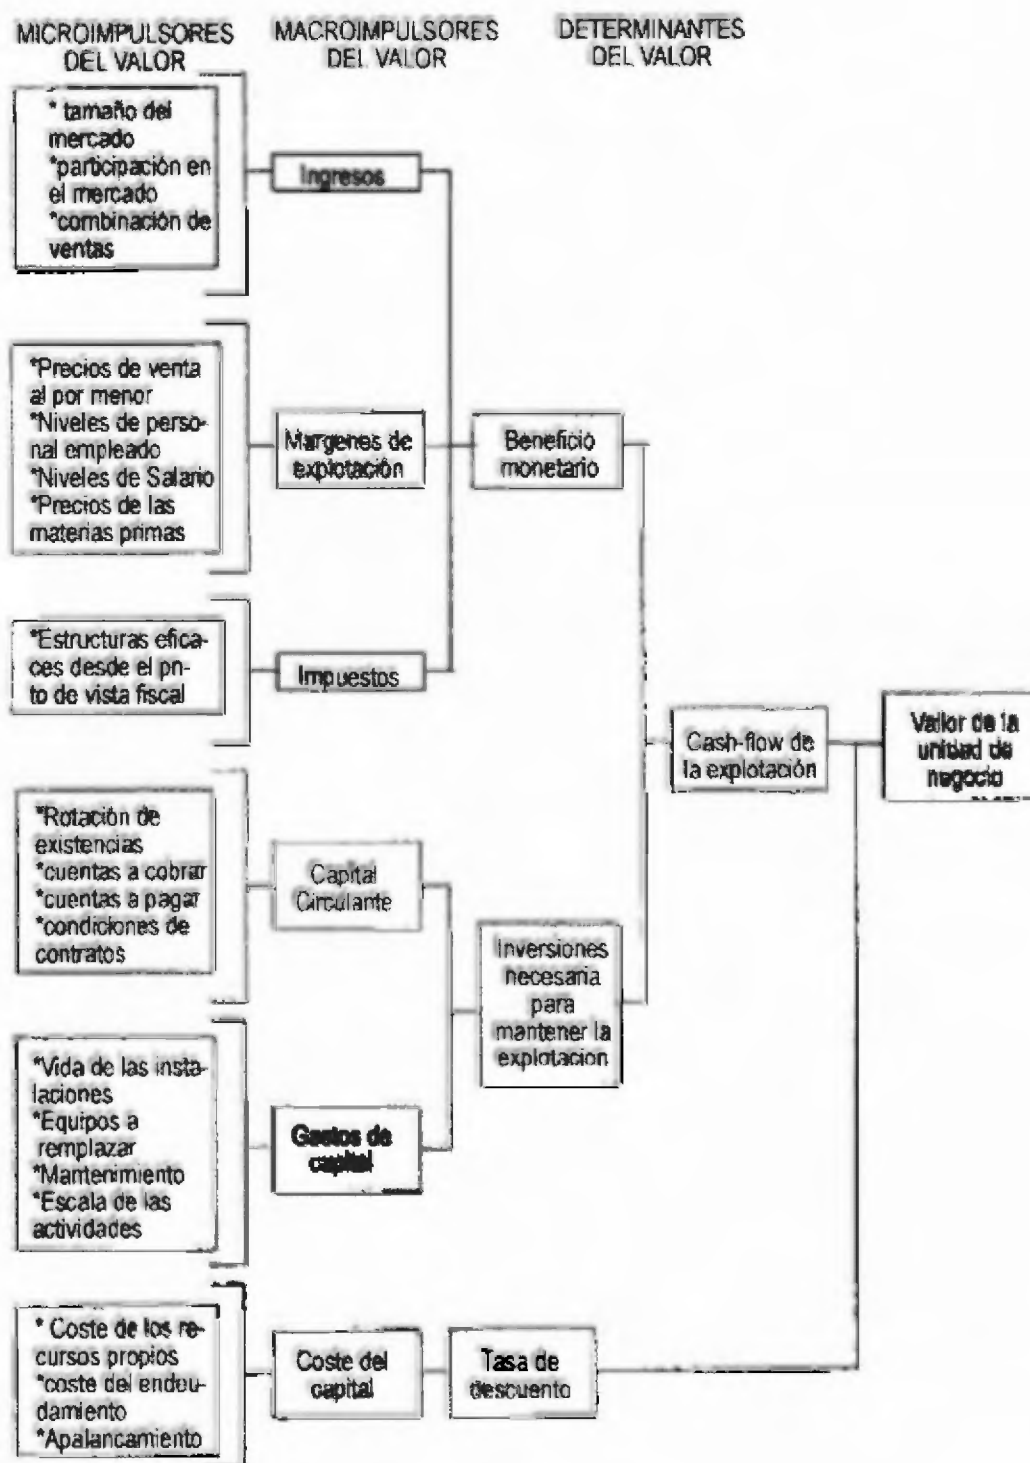 MICROIMPULSORES
DEL VALOR
MACROIMPULSORES
DEL VALOR
DETERMINANTES
DEL VALOR
* tamaño del
mercado
*participación en
el mercado
*combinación de
ventas
Ingresos
*Precios de venta
al por menor
*Niveles de perso-
nal empleado
*Niveles de Salario
*Precios de las
materias primas
Margenes de
explotación
Beneficio
monetario
*Estructuras efica-
ces desde el pn-
to de vista fiscal
Impuestos
Cash-flow de
la explotación
Vallor de la
unidad de
negocio
*Rotación de
existencias
*cuentas a cobrar
*cuentas a pagar
*condiciones de
contratos
Capital
Circulante
Inversiones
necesaria
para
mantener la
explotacion
*Vida de las insta-
laciones
*Equipos a
remplazar
*Mantenimiento
*Escala de las
actividades
Gastos de
capital
* Coste de los re-
cursos propios
*coste del endeu-
damiento
*Apalancamiento
Coste del
capital
Tasa de
descuento